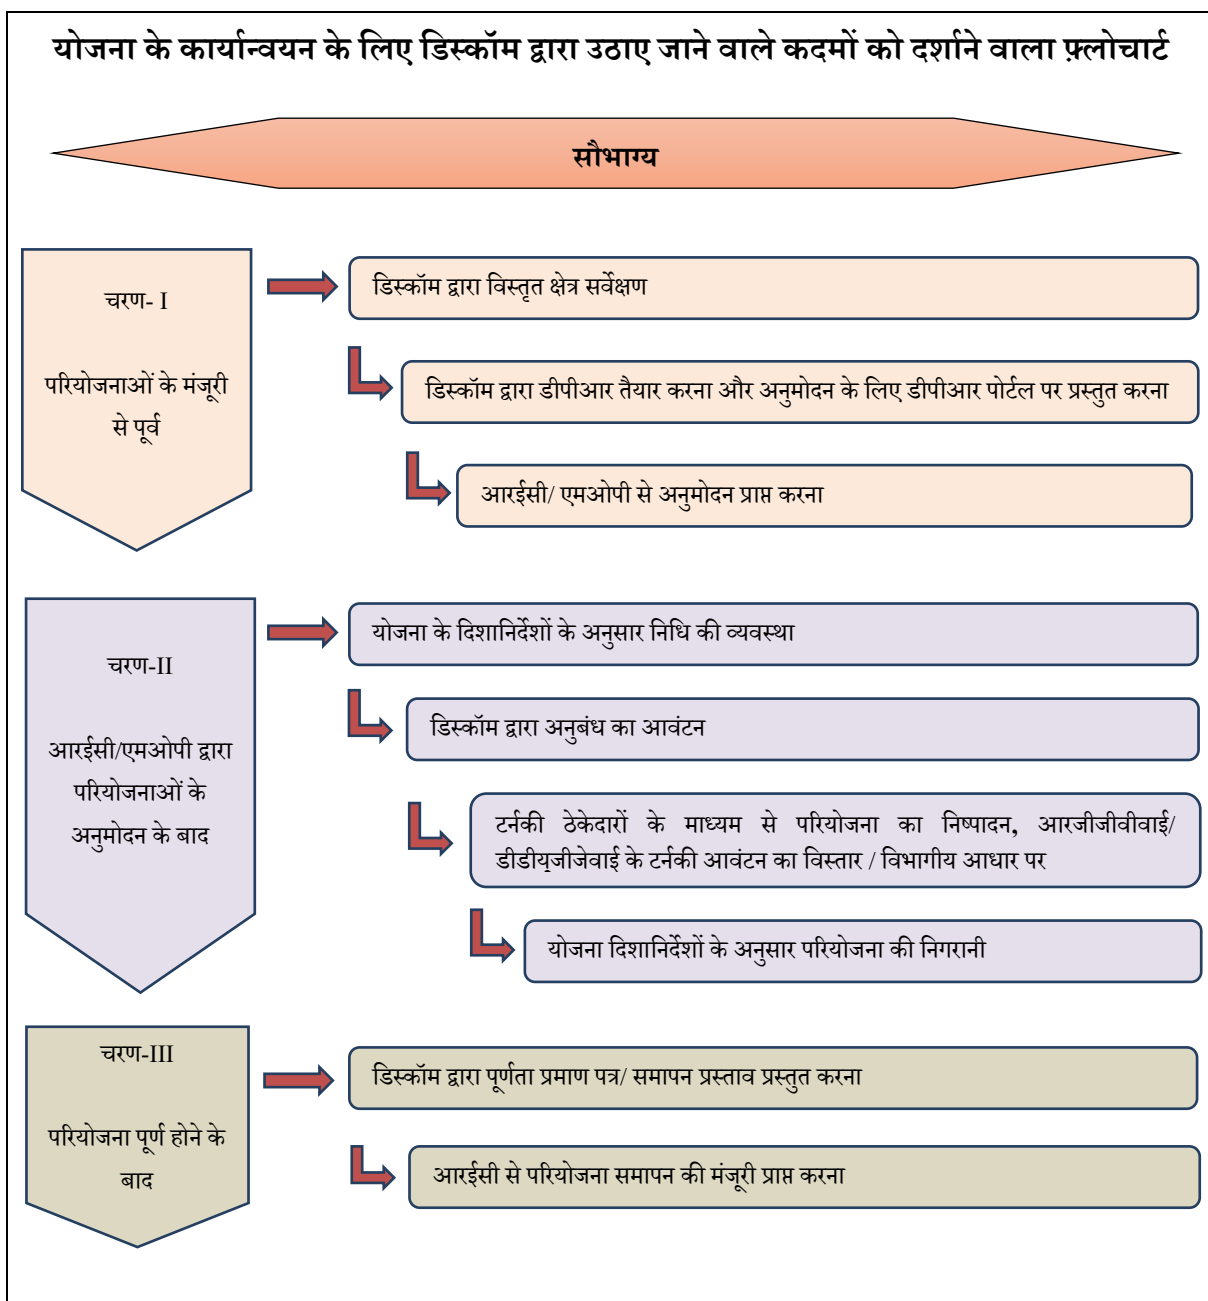 योजना के कार्यान्वयन के लिए डिस्कॉम द्वारा उठाए जाने वाले कदमों को दर्शाने वाला फ़्लोचार्ट
सौभाग्य
चरण- I
परियोजनाओं के मंजूरी
से पूर्व
डिस्कॉम द्वारा विस्तृत क्षेत्र सर्वेक्षण
डिस्कॉम द्वारा डीपीआर तैयार करना और अनुमोदन के लिए डीपीआर पोर्टल पर प्रस्तुत करना
आरईसी/ एमओपी से अनुमोदन प्राप्त करना
चरण-II
आरईसी/एमओपी द्वारा
परियोजनाओं के
अनुमोदन के बाद
योजना के दिशानिर्देशों के अनुसार निधि की व्यवस्था
डिस्कॉम द्वारा अनुबंध का आवंटन
टर्नकी ठेकेदारों के माध्यम से परियोजना का निष्पादन, आरजीजीवीवाई/
डीडीयूजीजेवाई के टर्नकी आवंटन का विस्तार / विभागीय आधार पर
योजना दिशानिर्देशों के अनुसार परियोजना की निगरानी
चरण-III
परियोजना पूर्ण होने के
बाद
डिस्कॉम द्वारा पूर्णता प्रमाण पत्र/ समापन प्रस्ताव प्रस्तुत करना
आरईसी से परियोजना समापन की मंजूरी प्राप्त करना